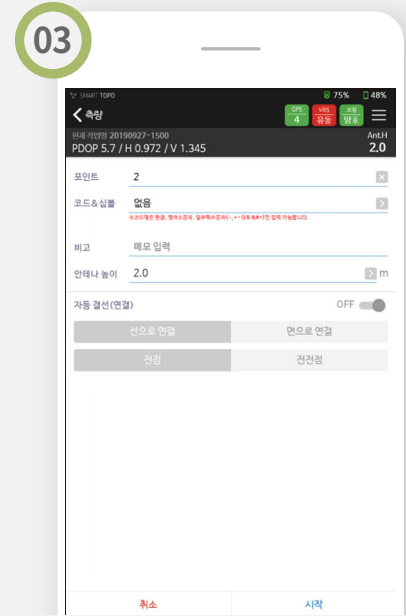 03
SMART TOPO 75% 48%
측량 GPS 4 VRS 유동 보정 양호
현재 작업명 20190927-1500 Ant.H
PDOP 5.7 / H 0.972 / V 1.345 2.0
포인트 2
코드&심볼 없음
비고 메모 입력
안테나 높이 2.0 m
자동 결선(연결) OFF
선으로 연결 면으로 연결
전점 전전점
취소 시작